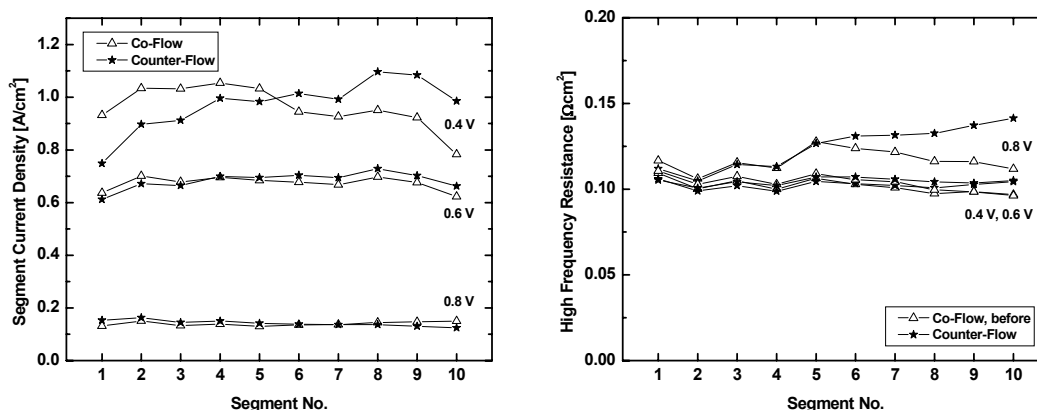 Co-Flow
Counter-Flow
0.4 V
0.6 V
0.8 V
1.2
1.0
0.8
0.6
0.4
0.2
0.0
1 2 3 4 5 6 7 8 9 10
Segment Current Density [A/cm²]
Segment No.
0.20
0.15
0.10
0.05
0.00
0.8 V
0.4 V, 0.6 V
Co-Flow, before
Counter-Flow
1 2 3 4 5 6 7 8 9 10
High Frequency Resistance [Ωcm²]
Segment No.